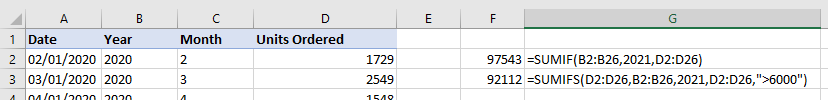 A B C D E F G
1 Date Year Month Units Ordered
2 02/01/2020 2020 2 1729 97543 =SUMIF(B2:B26,2021,D2:D26)
3 03/01/2020 2020 3 2549 92112 =SUMIFS(D2:D26,B2:B26,2021,D2:D26,">6000")
4 04/01/2020 2020 4 1548